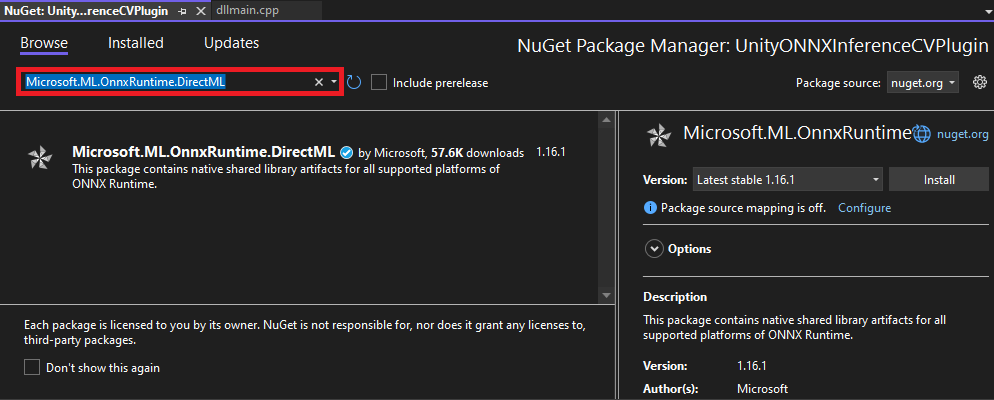 NuGet: Unity...renceCVPlugin
dllmain.cpp
Browse
Installed
Updates
NuGet Package Manager: UnityONNXInferenceCVPlugin
Microsoft.ML.OnnxRuntime.DirectML
Include prerelease
Package source:
nuget.org
Microsoft.ML.OnnxRuntime.DirectML by Microsoft, 57.6K downloads
1.16.1
This package contains native shared library artifacts for all supported platforms of
ONNX Runtime.
Each package is licensed to you by its owner. NuGet is not responsible for, nor does it grant any licenses to,
third-party packages.
Don't show this again
Microsoft.ML.OnnxRuntime
nuget.org
Version:
Latest stable 1.16.1
Install
Package source mapping is off.
Configure
Options
Description
This package contains native shared library artifacts for all
supported platforms of ONNX Runtime.
Version:
1.16.1
Author(s):
Microsoft